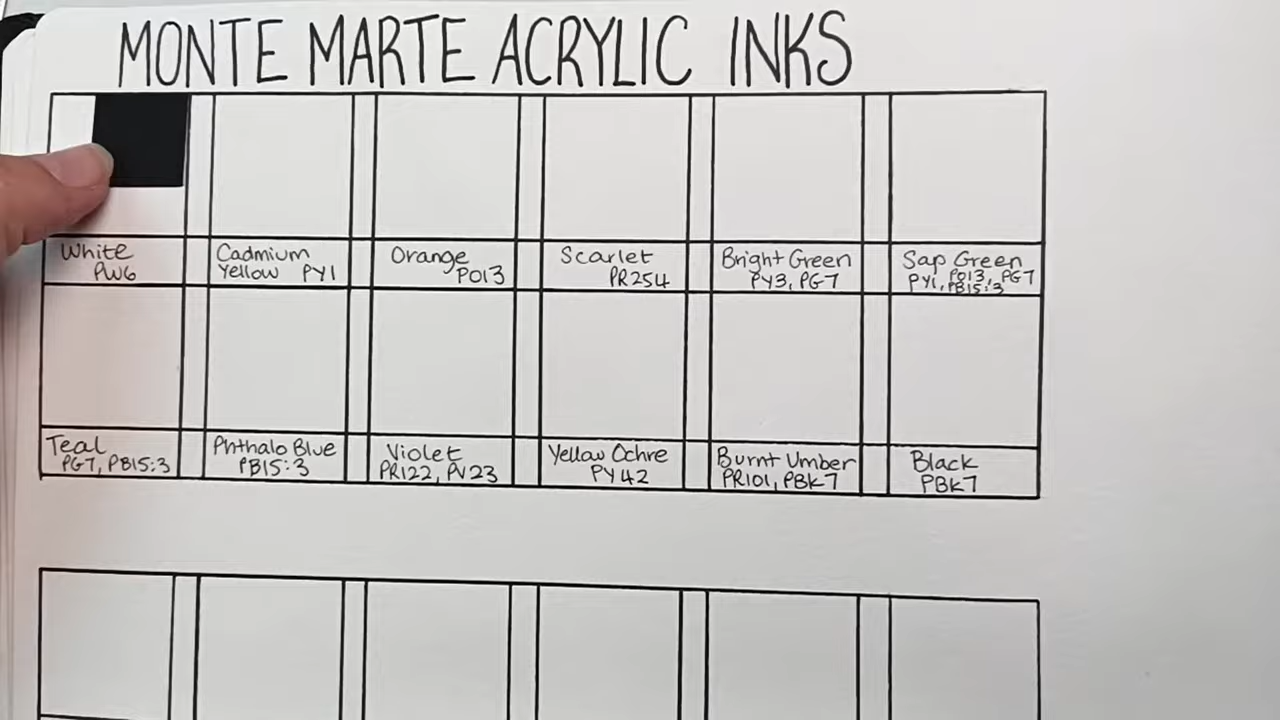 MONTE MARTE ACRYLIC INKS
White
PW6
Cadmium
Yellow PY1
Orange
PO13
Scarlet
PR254
Bright Green
PY3, PG7
Sap Green
PY1, PO13, PG7
PB15:3
Teal
PG7, PB15:3
Phthalo Blue
PB15:3
Violet
PR122, PV23
Yellow Ochre
PY42
Burnt Umber
PR101, PBK7
Black
PBK7